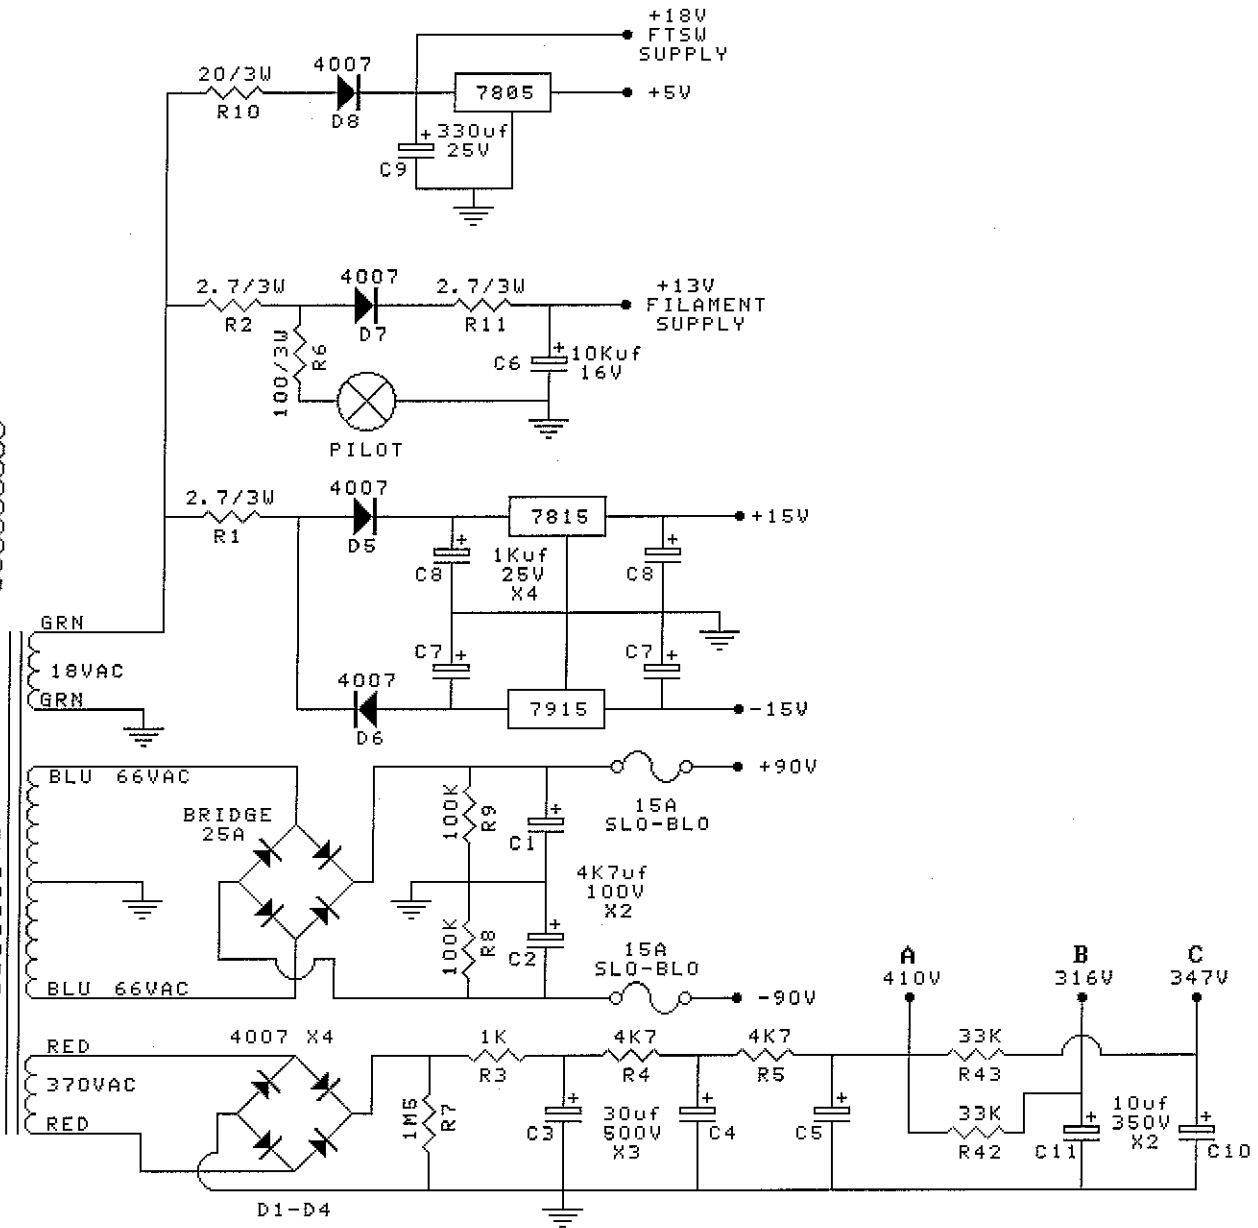 +18V
FTSW
SUPPLY
4007
20/3W
7805
+5V
R10
D8
+ 330uf
25V
C9
4007
2.7/3W
2.7/3W
+13V
FILAMENT
SUPPLY
R2
D7
R11
100/3W
R6
C6
+
10Kuf
16V
PILOT
4007
2.7/3W
7815
+15V
R1
D5
+
1Kuf
25V
X4
+
C8
C8
GRN
18VAC
GRN
C7
+
C7
+
4007
7915
-15V
D6
BLU 66VAC
+90V
BRIDGE
25A
100K
R9
+
C1
15A
SLO-BLO
4K7uf
100V
X2
100K
R8
+
C2
15A
SLO-BLO
BLU 66VAC
-90V
A
410V
B
316V
C
347V
RED
4007 X4
1K
4K7
4K7
33K
R3
R4
R5
R43
370VAC
1M5
R7
+
C3
30uf
500V
X3
+
C4
+
C5
33K
R42
+
C11
10uf
350V
X2
+
C10
RED
D1-D4